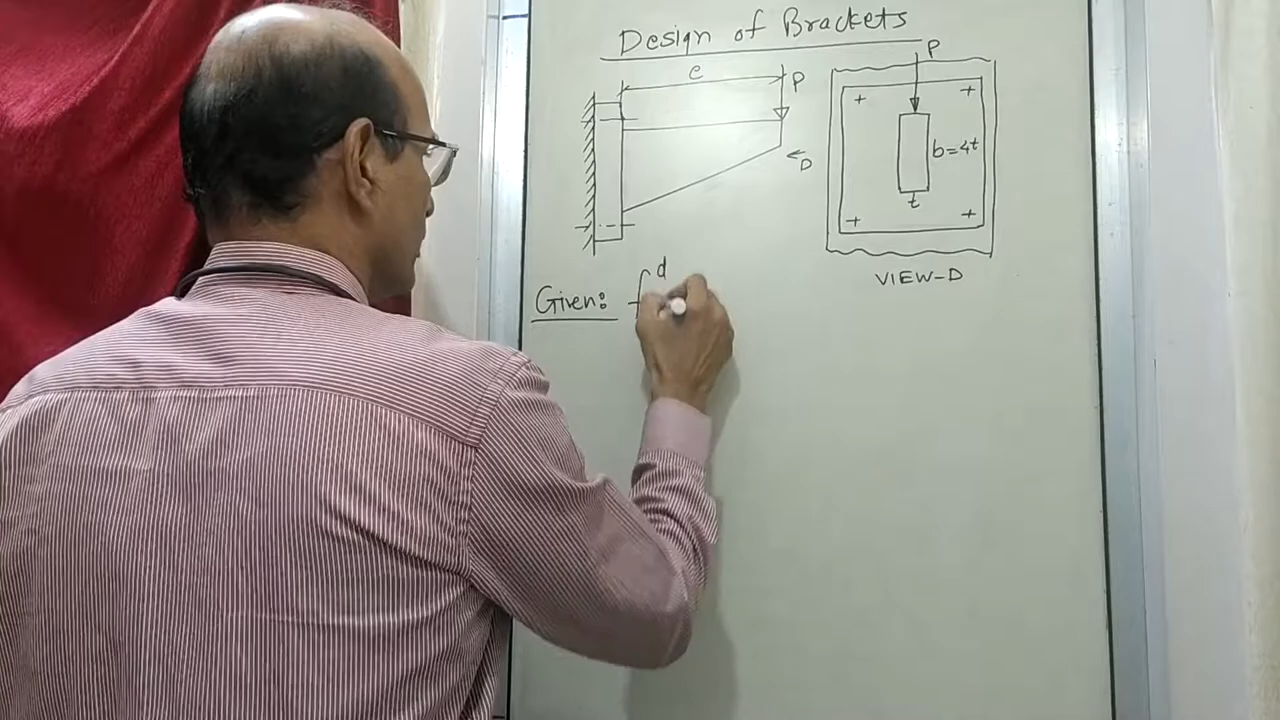 Design of Brackets
e
P
P
b=4t
← D
t
VIEW-D
Given: f d